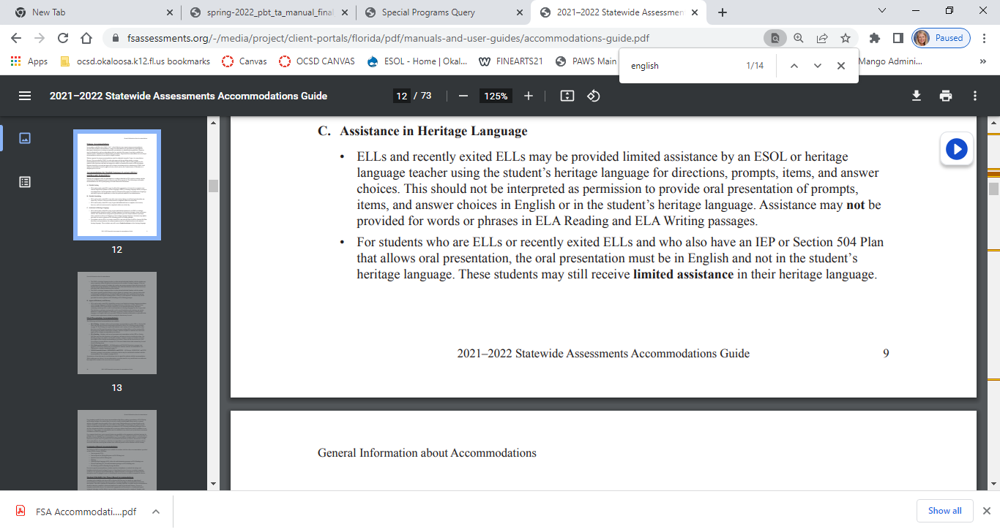 New Tab
spring-2022_pbt_ta_manual_final
Special Programs Query
2021–2022 Statewide Assessmen
fsassessments.org/-/media/project/client-portals/florida/pdf/manuals-and-user-guides/accommodations-guide.pdf
Paused
Apps
ocsd.okaloosa.k12.fl.us bookmarks
Canvas
OCSD CANVAS
ESOL - Home | Okal...
FINEARTS21
PAWS Main
Mango Admini...
»
english
1/14
2021–2022 Statewide Assessments Accommodations Guide
12 / 73
125%
C. Assistance in Heritage Language
• ELLs and recently exited ELLs may be provided limited assistance by an ESOL or heritage
language teacher using the student’s heritage language for directions, prompts, items, and answer
choices. This should not be interpreted as permission to provide oral presentation of prompts,
items, and answer choices in English or in the student’s heritage language. Assistance may not be
provided for words or phrases in ELA Reading and ELA Writing passages.
• For students who are ELLs or recently exited ELLs and who also have an IEP or Section 504 Plan
that allows oral presentation, the oral presentation must be in English and not in the student’s
heritage language. These students may still receive limited assistance in their heritage language.
2021–2022 Statewide Assessments Accommodations Guide
9
General Information about Accommodations
12
13
FSA Accommodati....pdf
Show all